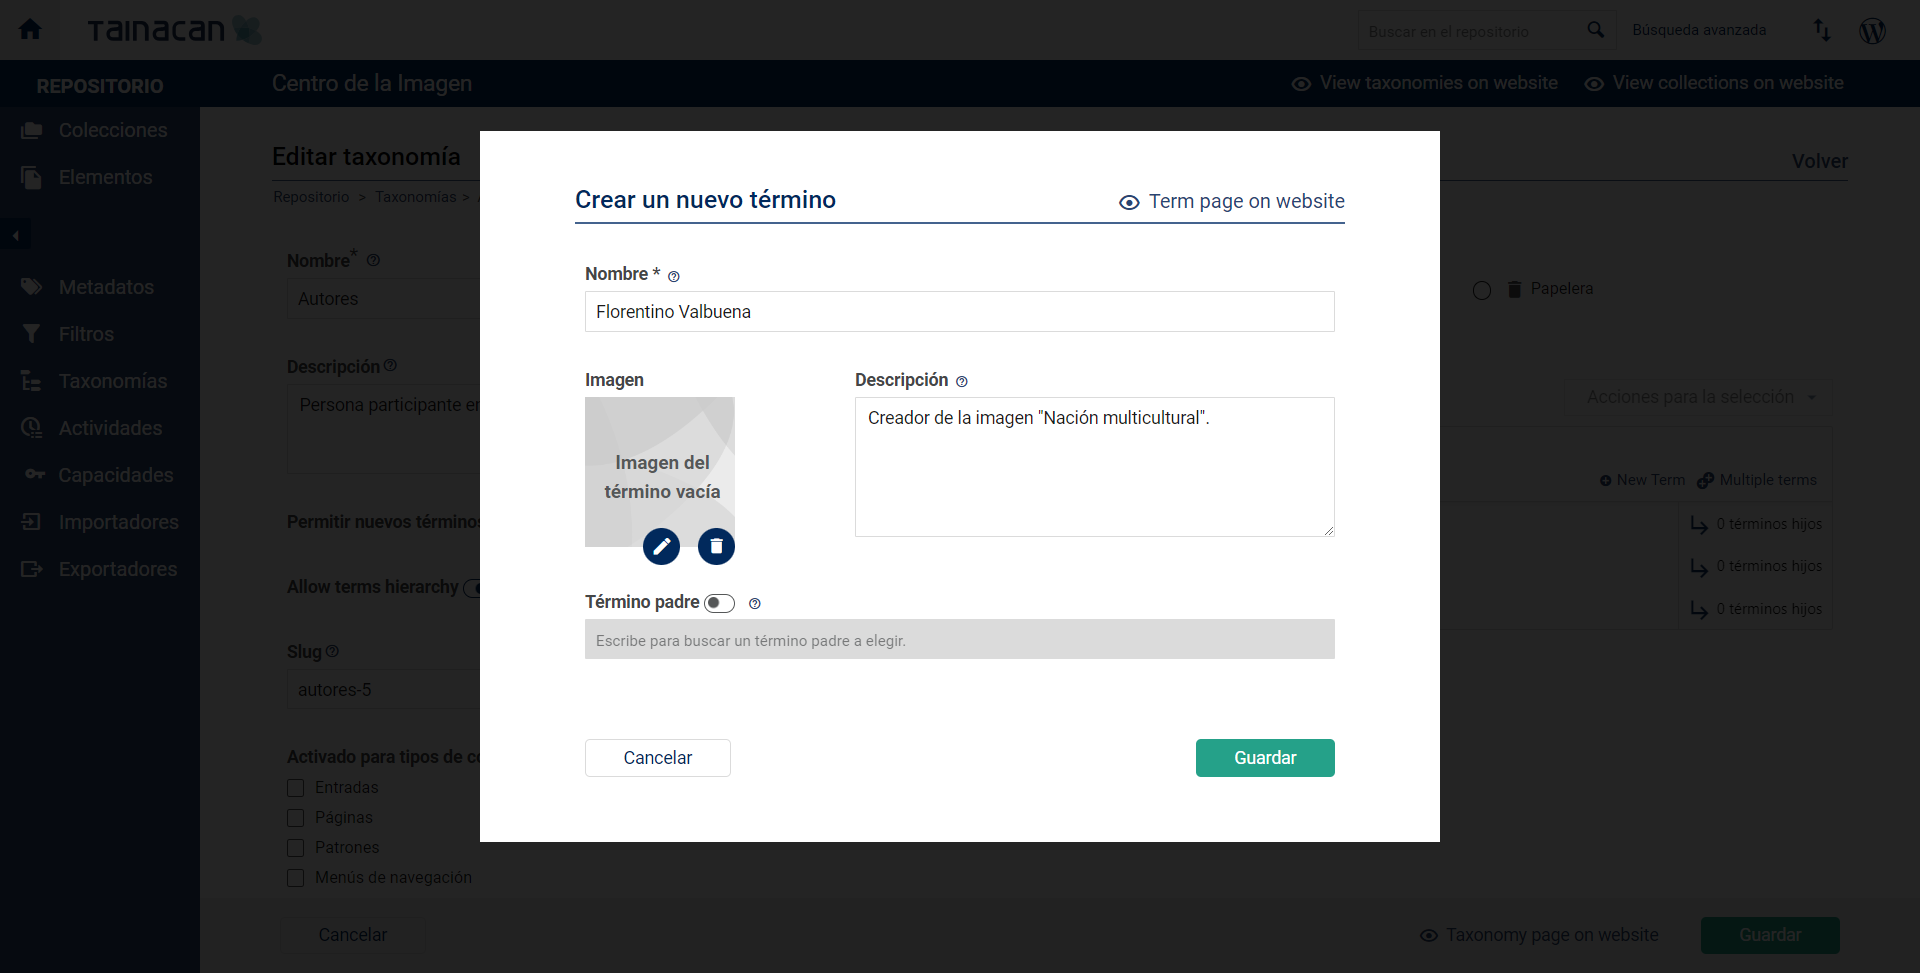 TAINACAN
Buscar en el repositorio
Búsqueda avanzada
REPOSITORIO
Centro de la Imagen
View taxonomies on website
View collections on website
Colecciones
Elementos
Metadatos
Filtros
Taxonomías
Actividades
Capacidades
Importadores
Exportadores
Editar taxonomía
Volver
Repositorio > Taxonomías >
Nombre*
Autores
Papelera
Descripción
Persona participante en
Acciones para la selección
New Term
Multiple terms
Permitir nuevos términos
0 términos hijos
0 términos hijos
0 términos hijos
Allow terms hierarchy
Slug
autores-5
Activado para tipos de
Entradas
Páginas
Patrones
Menús de navegación
Cancelar
Taxonomy page on website
Guardar
Crear un nuevo término
Term page on website
Nombre *
Florentino Valbuena
Imagen
Imagen del
término vacía
Descripción
Creador de la imagen "Nación multicultural".
Término padre
Escribe para buscar un término padre a elegir.
Cancelar
Guardar